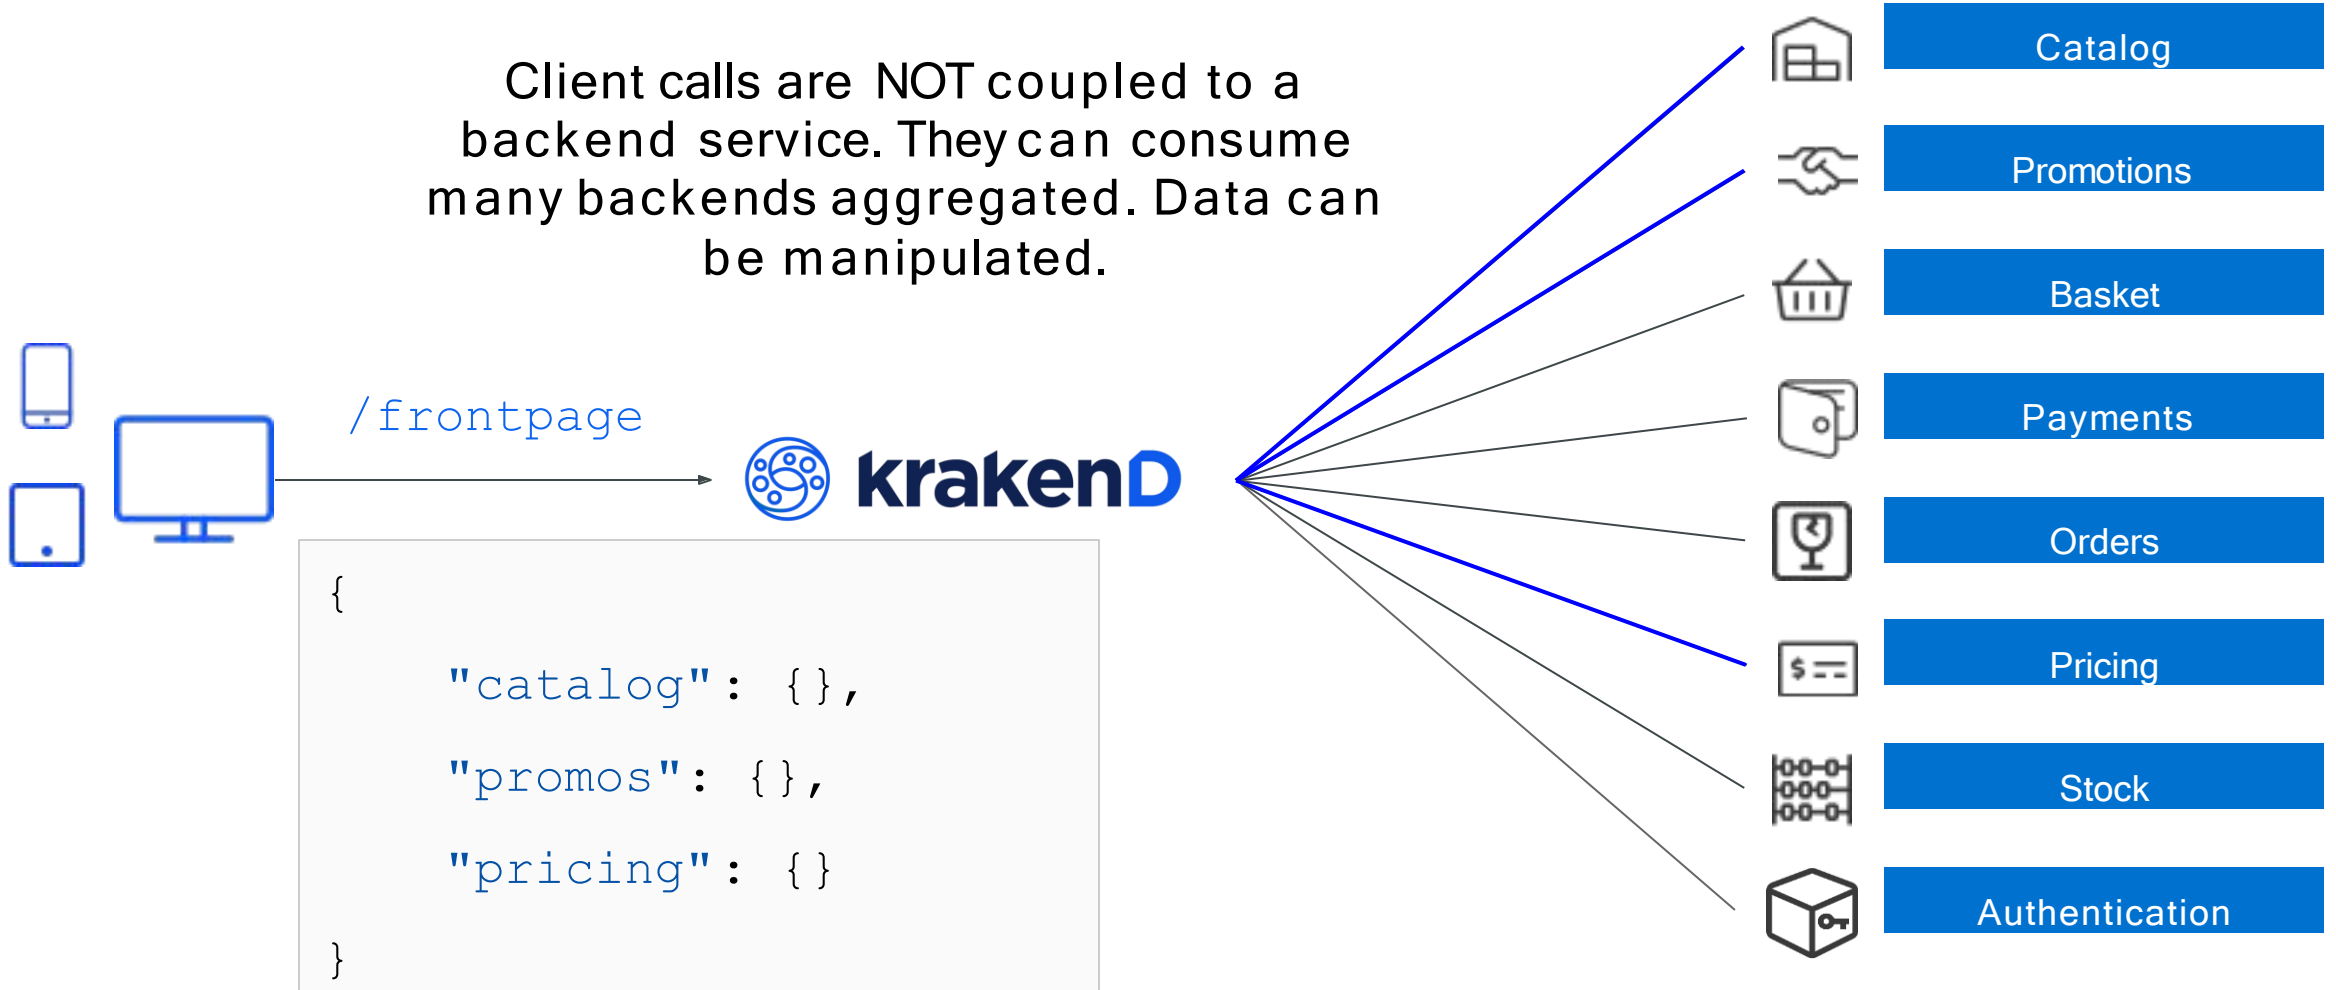 Client calls are NOT coupled to a
backend service. They can consume
many backends aggregated. Data can
be manipulated.
/frontpage
krakenD
{
"catalog": {},
"promos": {},
"pricing": {}
}
Catalog
Promotions
Basket
Payments
Orders
$
Pricing
Stock
Authentication